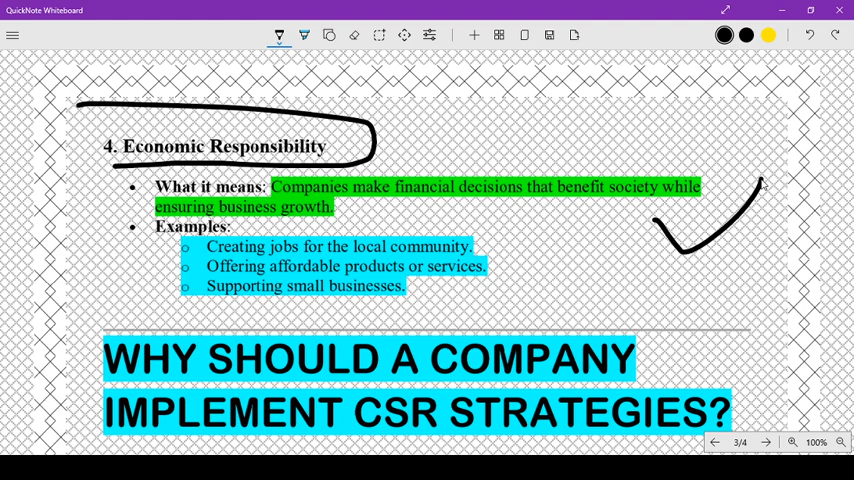 QuickNote Whiteboard
4. Economic Responsibility
• What it means: Companies make financial decisions that benefit society while
ensuring business growth.
• Examples:
o Creating jobs for the local community.
o Offering affordable products or services.
o Supporting small businesses.
WHY SHOULD A COMPANY
IMPLEMENT CSR STRATEGIES?
3/4
100%